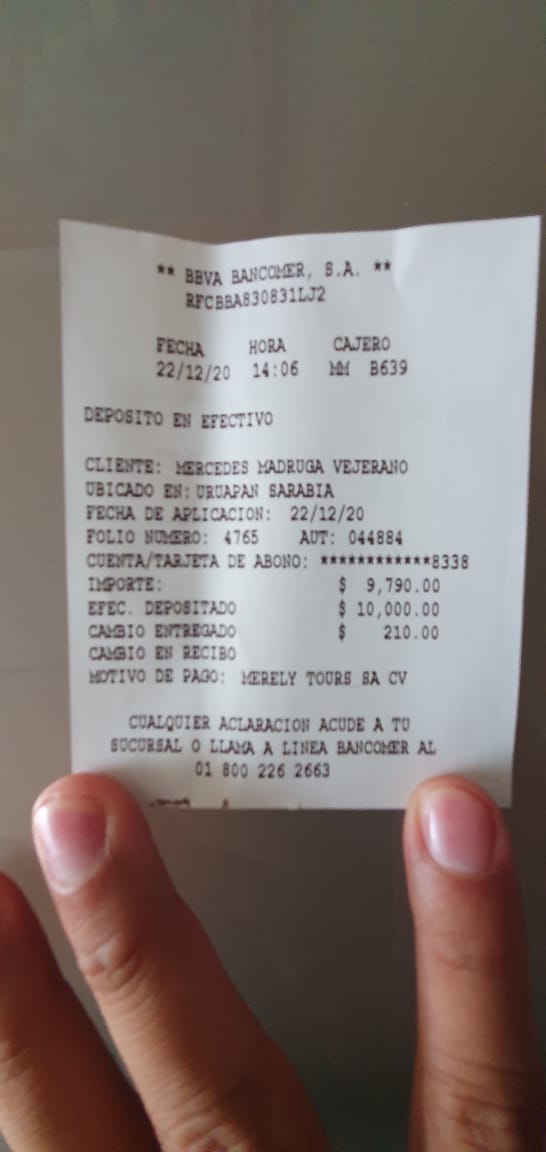 ** BBVA BANCOMER, S.A. **
RFCBBA830831LJ2
FECHA HORA CAJERO
22/12/20 14:06 MM B639
DEPOSITO EN EFECTIVO
CLIENTE: MERCEDES MADRUGA VEJERANO
UBICADO EN: URUAPAN SARABIA
FECHA DE APLICACION: 22/12/20
FOLIO NUMERO: 4765 AUT: 044884
CUENTA/TARJETA DE ABONO: ************8338
IMPORTE: $ 9,790.00
EFEC. DEPOSITADO $ 10,000.00
CAMBIO ENTREGADO $ 210.00
CAMBIO EN RECIBO
MOTIVO DE PAGO: MERELY TOURS SA CV
CUALQUIER ACLARACION ACUDE A TU
SUCURSAL O LLAMA A LINEA BANCOMER AL
01 800 226 2663